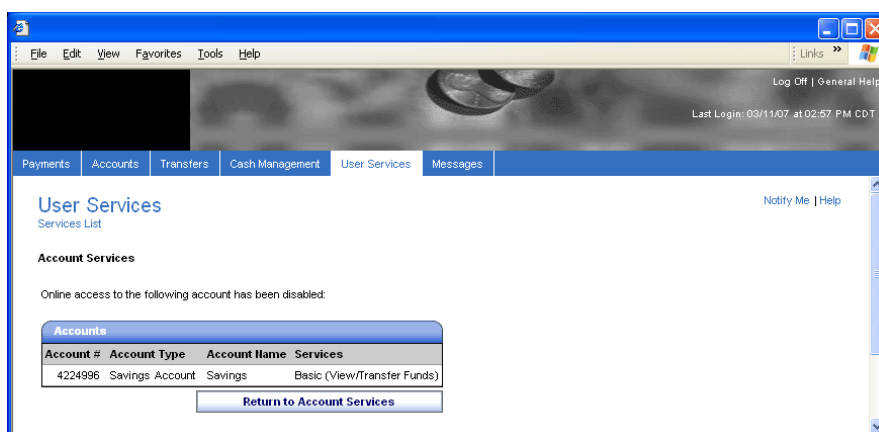 File Edit View Favorites Tools Help Links »
Log Off | General Help
Last Login: 03/11/07 at 02:57 PM CDT
Payments Accounts Transfers Cash Management User Services Messages
User Services
Notify Me | Help
Services List
Account Services
Online access to the following account has been disabled:
Accounts
Account # Account Type Account Name Services
4224996 Savings Account Savings Basic (View/Transfer Funds)
Return to Account Services